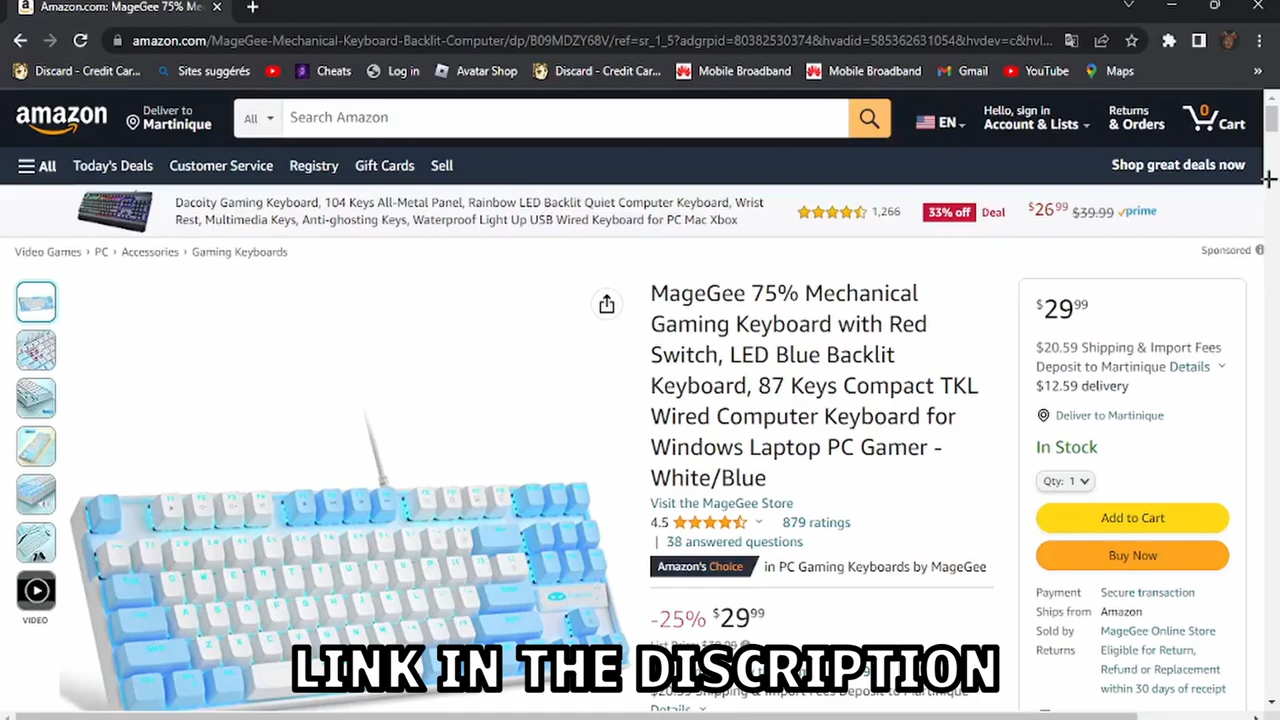 Amazon.com: MageGee 75% Me
amazon.com/MageGee-Mechanical-Keyboard-Backlit-Computer/dp/B09MDZY68V/ref=sr_1_5?adgrpid=80382530374&hvadid=585362631054&hvdev=c&hvl...
Discard - Credit Car... Sites suggérés Cheats Log in Avatar Shop Discard - Credit Car... Mobile Broadband Mobile Broadband Gmail YouTube Maps »
amazon
Deliver to
Martinique
All
Search Amazon
EN
Hello, sign in
Account & Lists
Returns
& Orders
0
Cart
All Today's Deals Customer Service Registry Gift Cards Sell
Shop great deals now
Dacoity Gaming Keyboard, 104 Keys All-Metal Panel, Rainbow LED Backlit Quiet Computer Keyboard, Wrist
Rest, Multimedia Keys, Anti-ghosting Keys, Waterproof Light Up USB Wired Keyboard for PC Mac Xbox
1,266
33% off Deal
$26.99 $39.99 prime
Video Games › PC › Accessories › Gaming Keyboards
Sponsored
MageGee 75% Mechanical
Gaming Keyboard with Red
Switch, LED Blue Backlit
Keyboard, 87 Keys Compact TKL
Wired Computer Keyboard for
Windows Laptop PC Gamer -
White/Blue
Visit the MageGee Store
4.5 879 ratings
| 38 answered questions
Amazon's Choice in PC Gaming Keyboards by MageGee
-25% $29.99
$20.59 Shipping & Import Fees Deposit to Martinique
Details
VIDEO
$29.99
$20.59 Shipping & Import Fees
Deposit to Martinique Details
$12.59 delivery
Deliver to Martinique
In Stock
Qty: 1
Add to Cart
Buy Now
Payment Secure transaction
Ships from Amazon
Sold by MageGee Online Store
Returns Eligible for Return,
Refund or Replacement
within 30 days of receipt
LINK IN THE DISCRIPTION